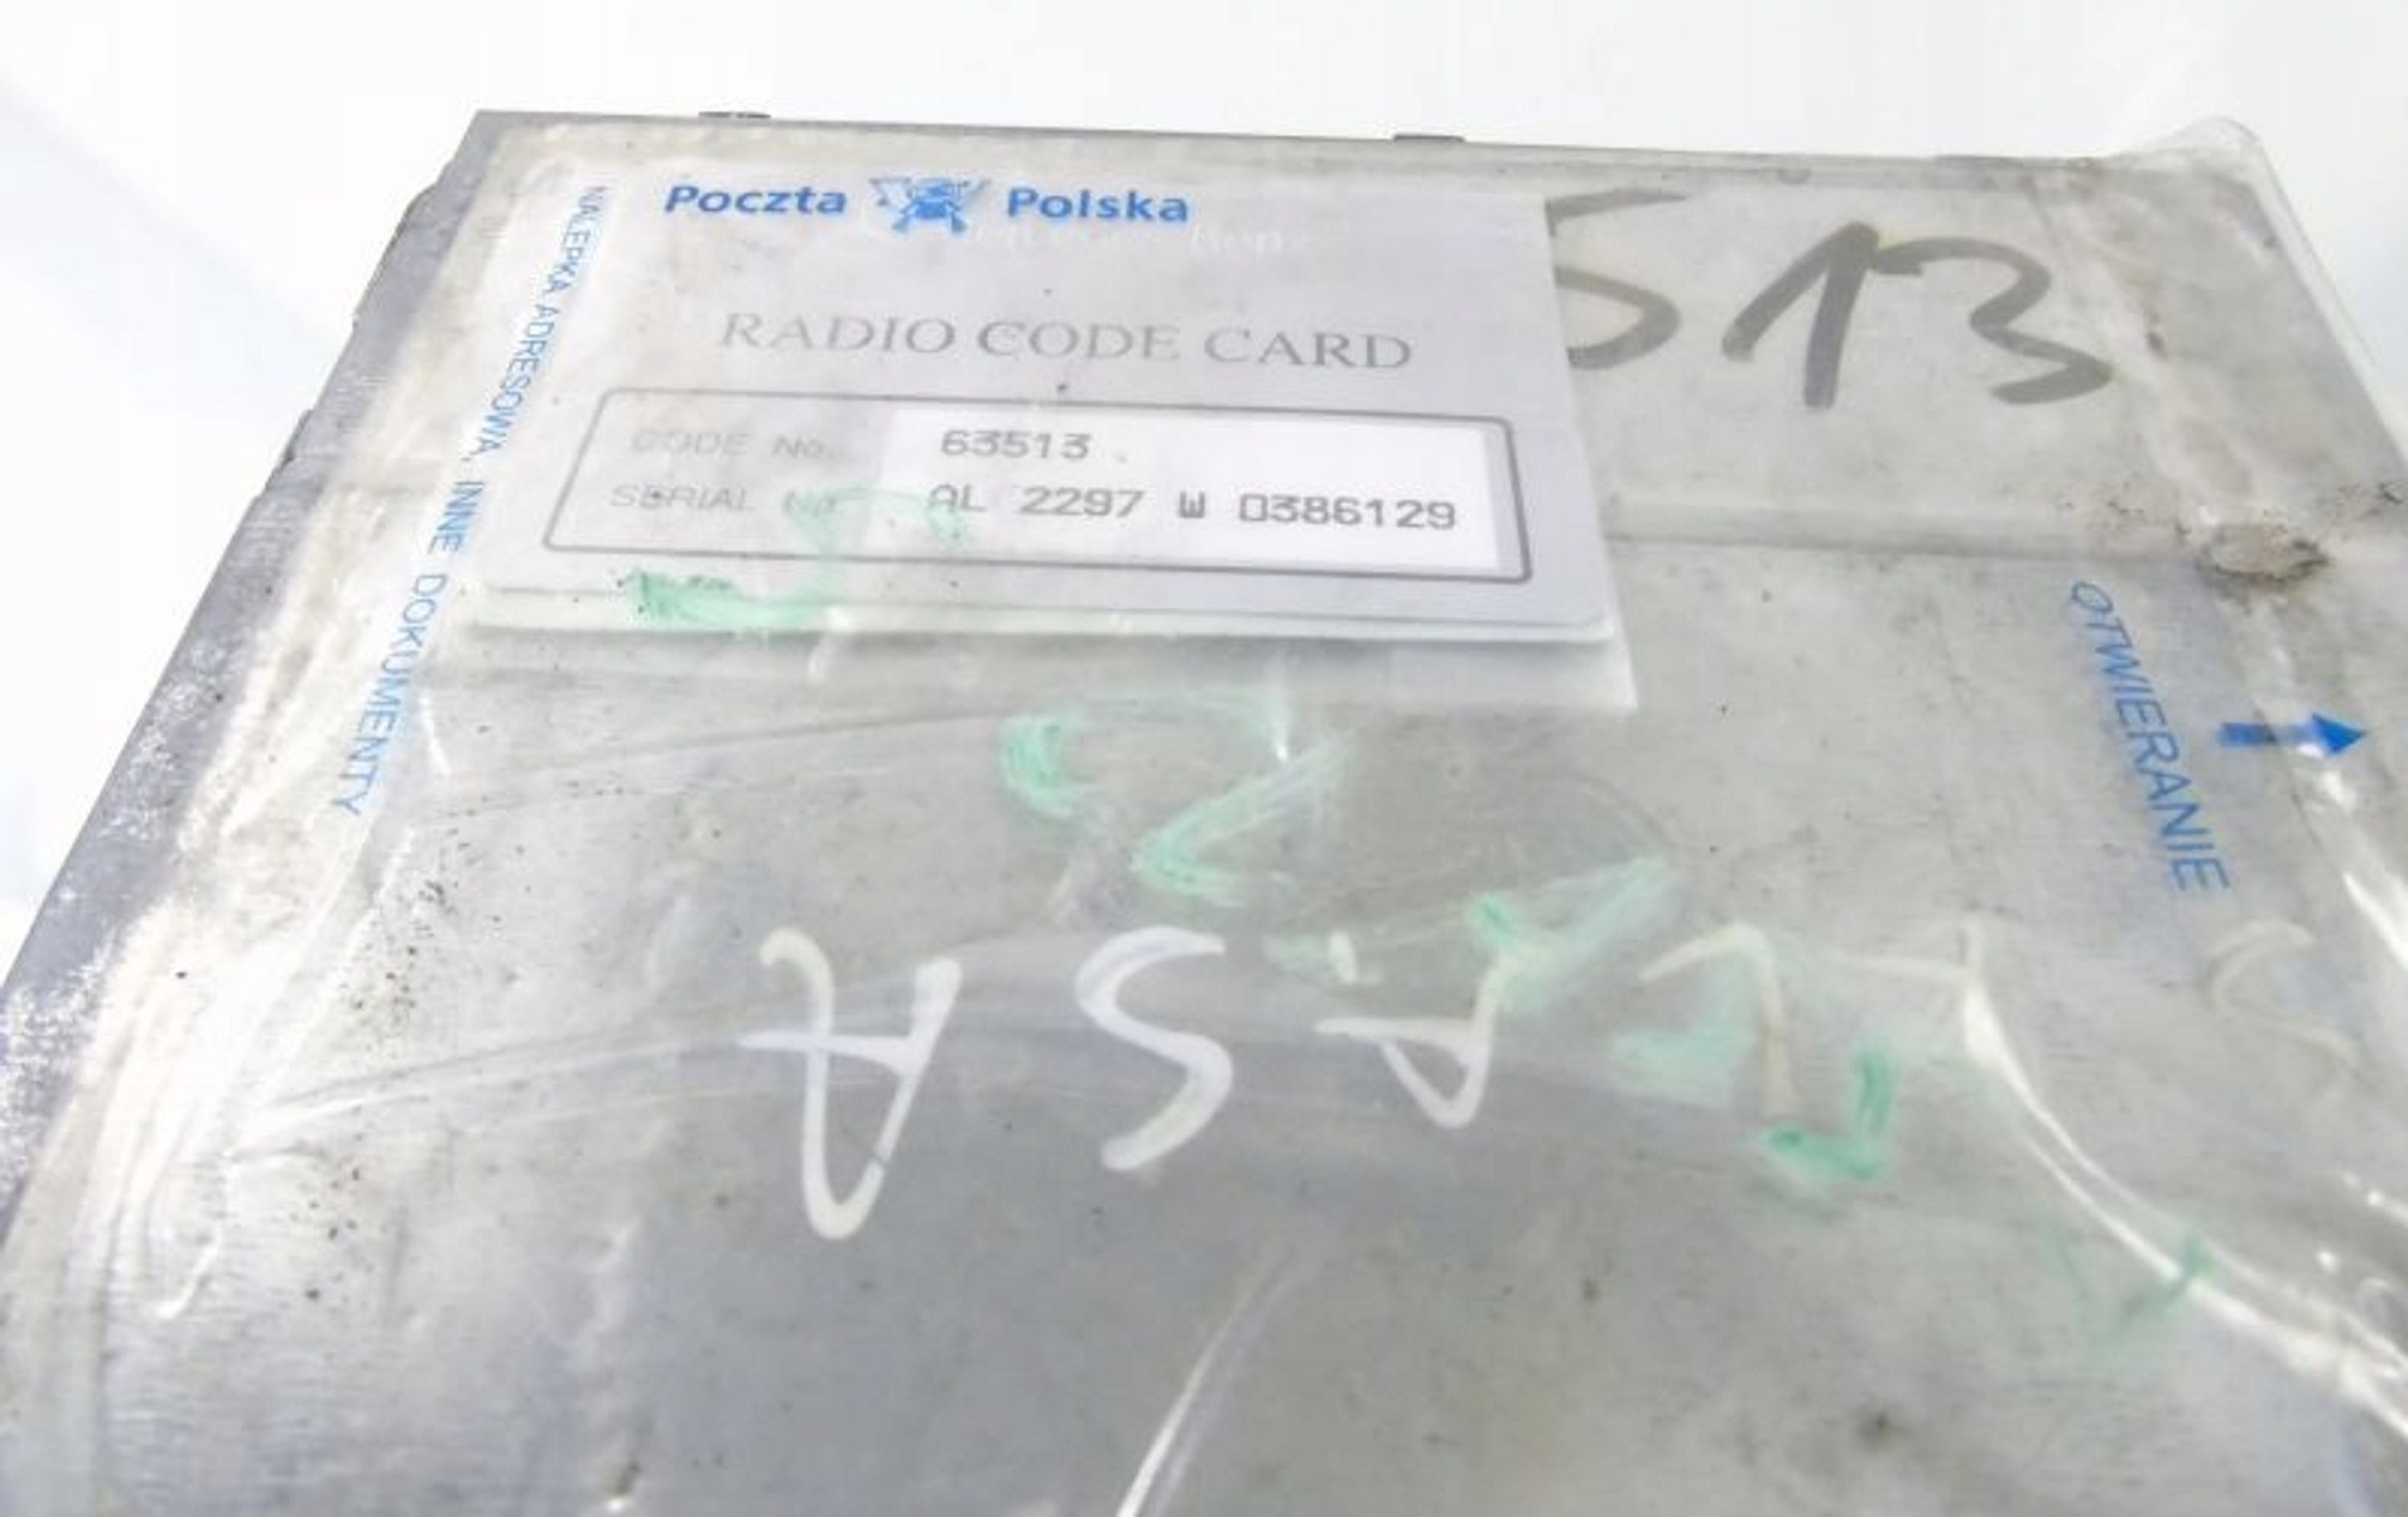 Poczta Polska
RADIO CODE CARD
CODE No. 63513
SERIAL No. AL 2297 W 0386129
513
NALEPKA ADRESOWA, INNE DOKUMENTY
OTWIERANIE